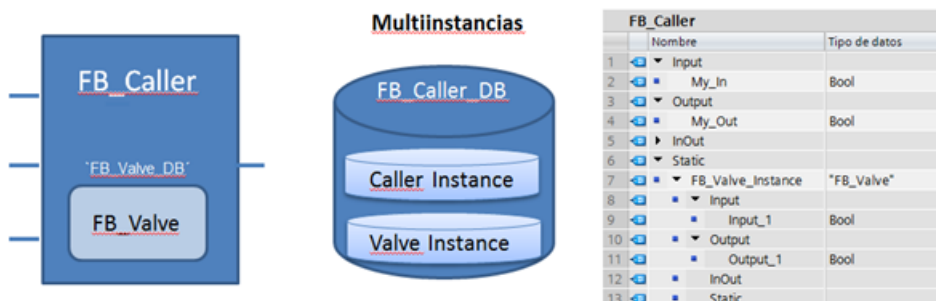 Multiinstancias
FB_Caller
"FB_Valve_DB"
FB_Valve
FB_Caller_DB
Caller Instance
Valve Instance
FB_Caller
Nombre Tipo de datos
1 Input
2 My_In Bool
3 Output
4 My_Out Bool
5 InOut
6 Static
7 FB_Valve_Instance "FB_Valve"
8 Input
9 Input_1 Bool
10 Output
11 Output_1 Bool
12 InOut
13 Static